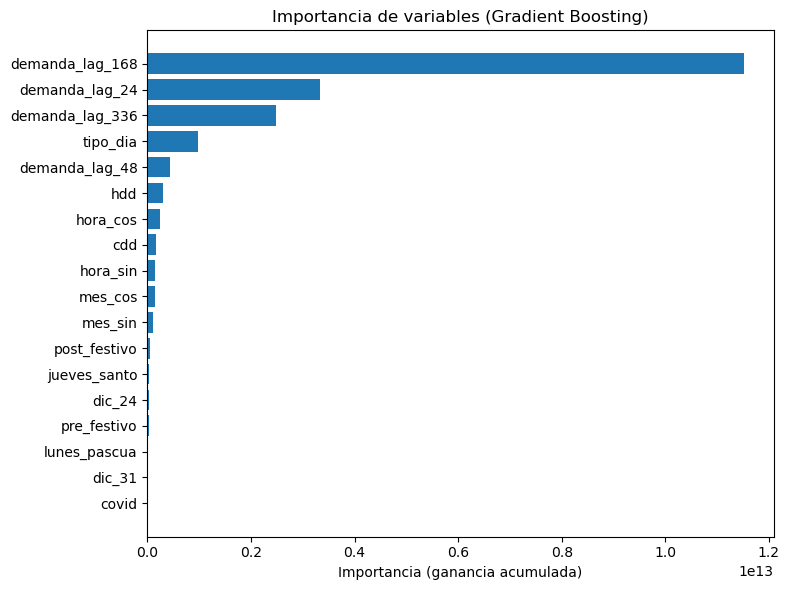 Importancia de variables (Gradient Boosting)
demanda_lag_168
demanda_lag_24
demanda_lag_336
tipo_dia
demanda_lag_48
hdd
hora_cos
cdd
hora_sin
mes_cos
mes_sin
post_festivo
jueves_santo
dic_24
pre_festivo
lunes_pascua
dic_31
covid
0.0 0.2 0.4 0.6 0.8 1.0 1.2
1e13
Importancia (ganancia acumulada)